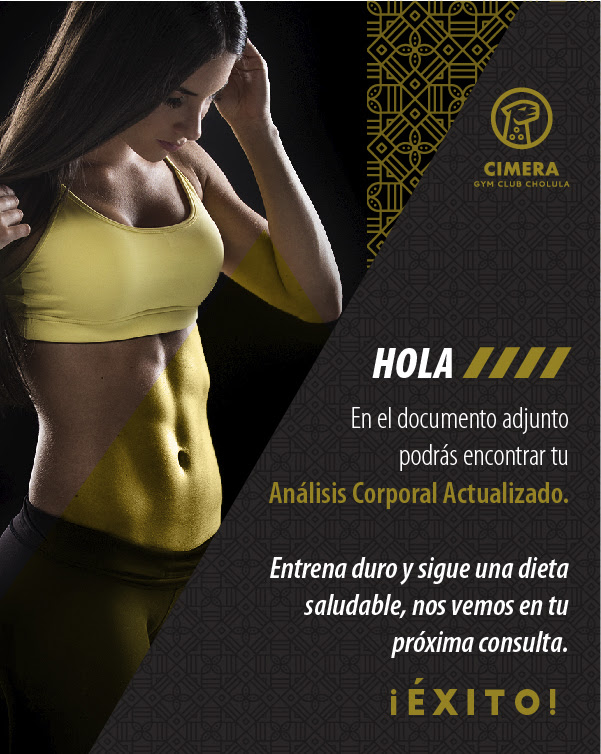 CIMERA
GYM CLUB CHOLULA
HOLA
En el documento adjunto
podrás encontrar tu
Análisis Corporal Actualizado.
Entrena duro y sigue una dieta
saludable, nos vemos en tu
próxima consulta.
¡ÉXITO!